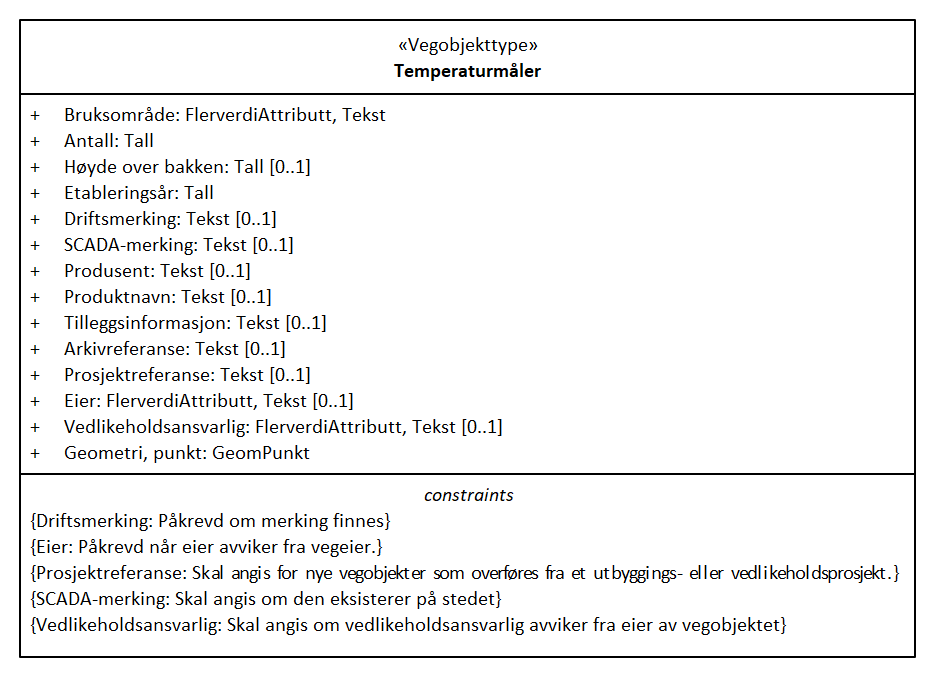 «Vegobjekttype»
Temperaturmåler
+ Bruksområde: FlerverdiAttributt, Tekst
+ Antall: Tall
+ Høyde over bakken: Tall [0..1]
+ Etableringsår: Tall
+ Driftsmerking: Tekst [0..1]
+ SCADA-merking: Tekst [0..1]
+ Produsent: Tekst [0..1]
+ Produktnavn: Tekst [0..1]
+ Tilleggsinformasjon: Tekst [0..1]
+ Arkivreferanse: Tekst [0..1]
+ Prosjektreferanse: Tekst [0..1]
+ Eier: FlerverdiAttributt, Tekst [0..1]
+ Vedlikeholdsansvarlig: FlerverdiAttributt, Tekst [0..1]
+ Geometri, punkt: GeomPunkt
constraints
{Driftsmerking: Påkrevd om merking finnes}
{Eier: Påkrevd når eier avviker fra vegeier.}
{Prosjektreferanse: Skal angis for nye vegobjekter som overføres fra et utbyggings- eller vedlikeholdsprosjekt.}
{SCADA-merking: Skal angis om den eksisterer på stedet}
{Vedlikeholdsansvarlig: Skal angis om vedlikeholdsansvarlig avviker fra eier av vegobjektet}